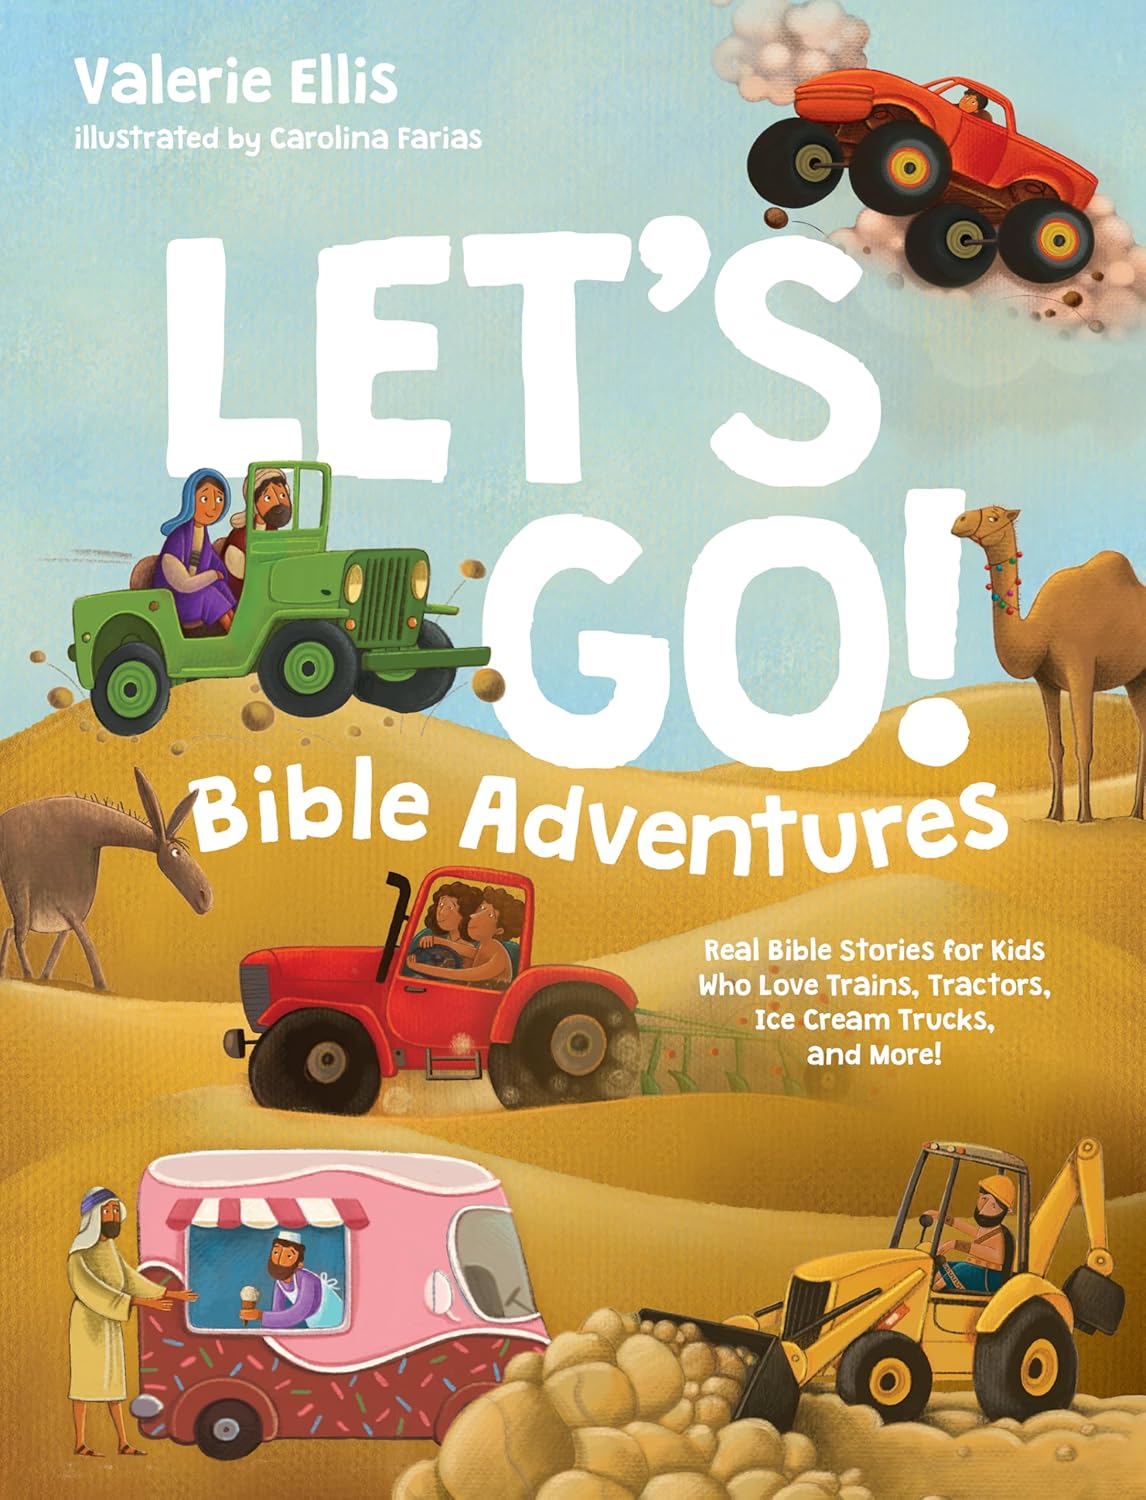 Valerie Ellis
illustrated by Carolina Farias
LET'S
GO!
Bible Adventures
Real Bible Stories for Kids
Who Love Trains, Tractors,
Ice Cream Trucks,
and More!